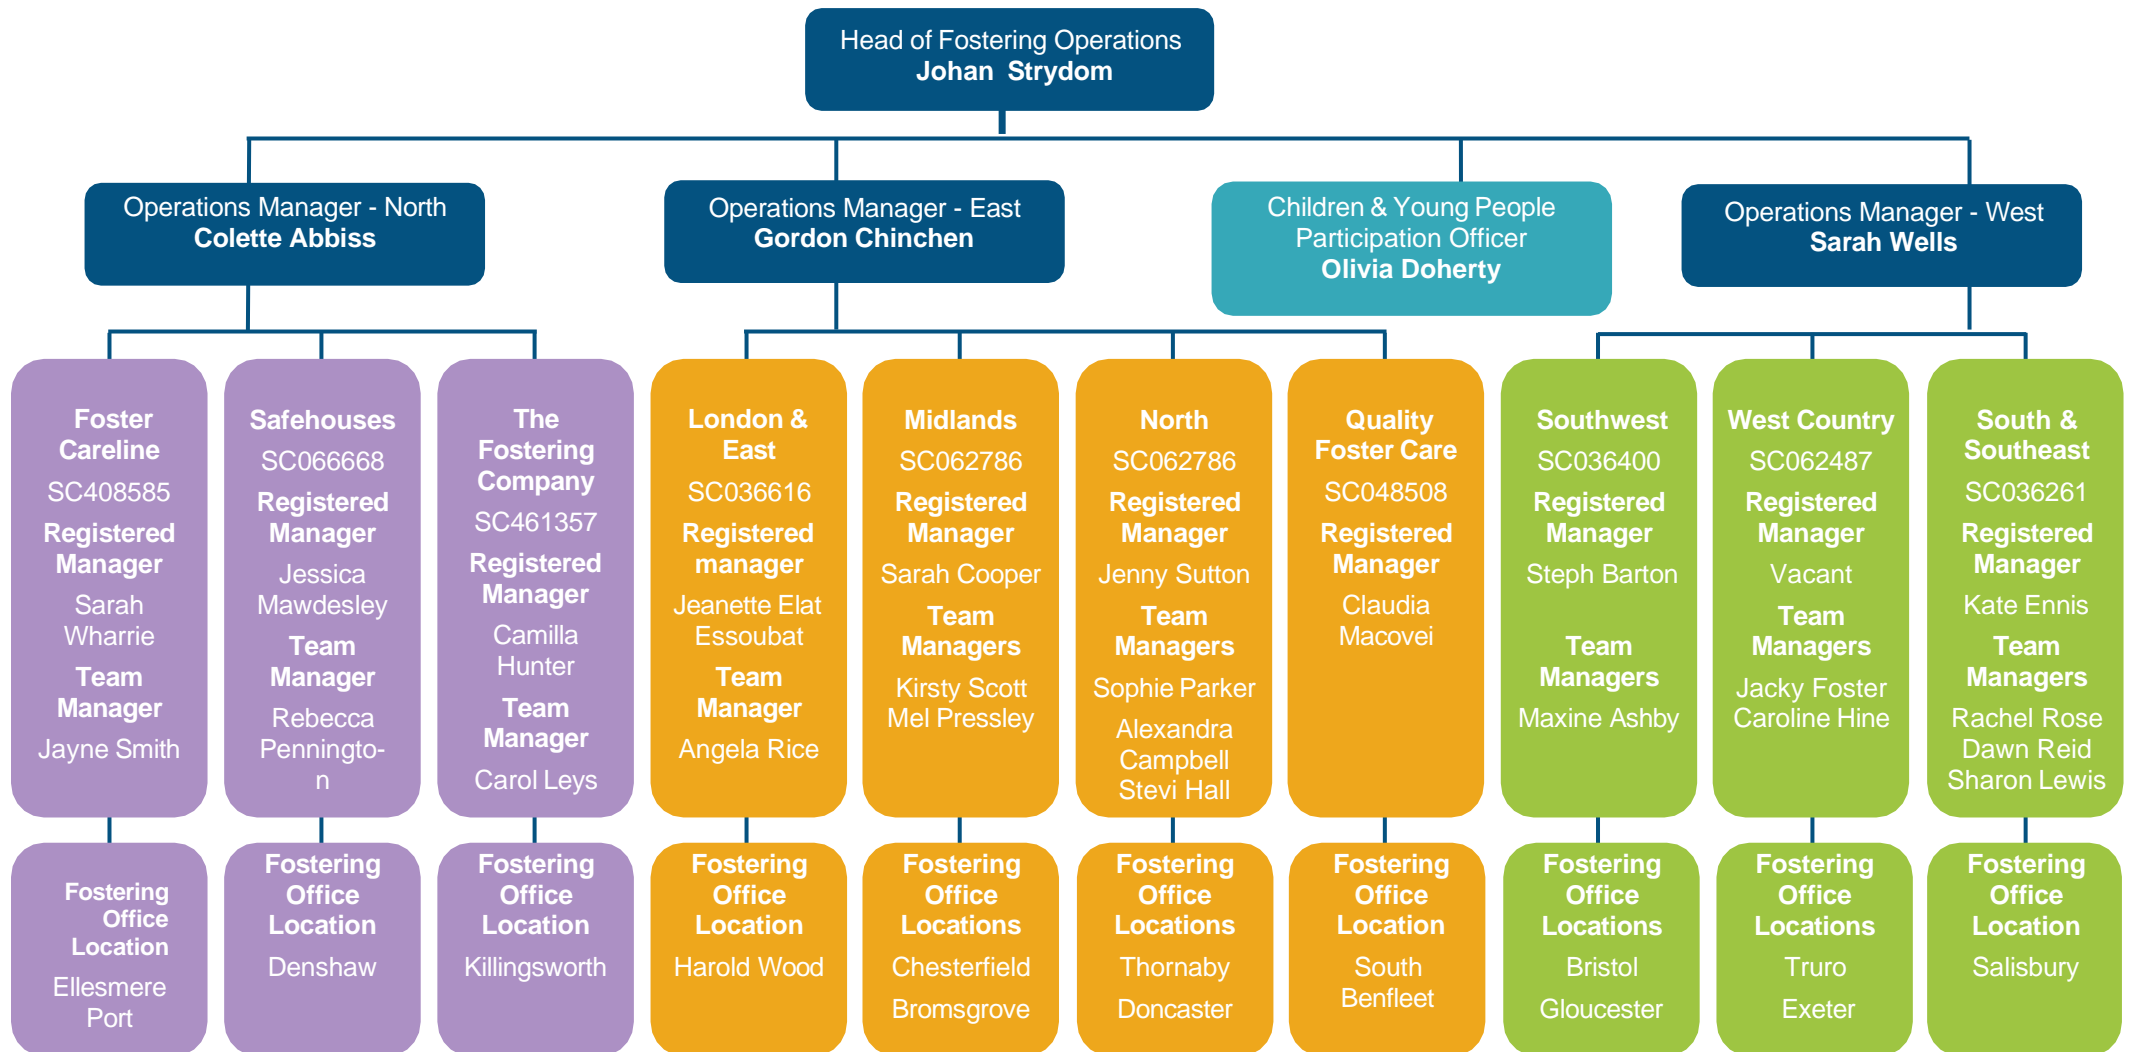 Head of Fostering Operations
Johan Strydom
Operations Manager - North
Colette Abbiss
Operations Manager - East
Gordon Chinchen
Children & Young People
Participation Officer
Olivia Doherty
Operations Manager - West
Sarah Wells
Foster
Careline
SC408585
Registered
Manager
Sarah
Wharrie
Team
Manager
Jayne Smith
Safehouses
SC066668
Registered
Manager
Jessica
Mawdesley
Team
Manager
Rebecca
Penningto-
n
The
Fostering
Company
SC461357
Registered
Manager
Camilla
Hunter
Team
Manager
Carol Leys
London &
East
SC036616
Registered
manager
Jeanette Elat
Essoubat
Team
Manager
Angela Rice
Midlands
SC062786
Registered
Manager
Sarah Cooper
Team
Managers
Kirsty Scott
Mel Pressley
North
SC062786
Registered
Manager
Jenny Sutton
Team
Managers
Sophie Parker
Alexandra
Campbell
Stevi Hall
Quality
Foster Care
SC048508
Registered
Manager
Claudia
Macovei
Southwest
SC036400
Registered
Manager
Steph Barton
Team
Managers
Maxine Ashby
West Country
SC062487
Registered
Manager
Vacant
Team
Managers
Jacky Foster
Caroline Hine
South &
Southeast
SC036261
Registered
Manager
Kate Ennis
Team
Managers
Rachel Rose
Dawn Reid
Sharon Lewis
Fostering
Office
Location
Ellesmere
Port
Fostering
Office
Location
Denshaw
Fostering
Office
Location
Killingsworth
Fostering
Office
Location
Harold Wood
Fostering
Office
Locations
Chesterfield
Bromsgrove
Fostering
Office
Locations
Thornaby
Doncaster
Fostering
Office
Location
South
Benfleet
Fostering
Office
Locations
Bristol
Gloucester
Fostering
Office
Locations
Truro
Exeter
Fostering
Office
Location
Salisbury